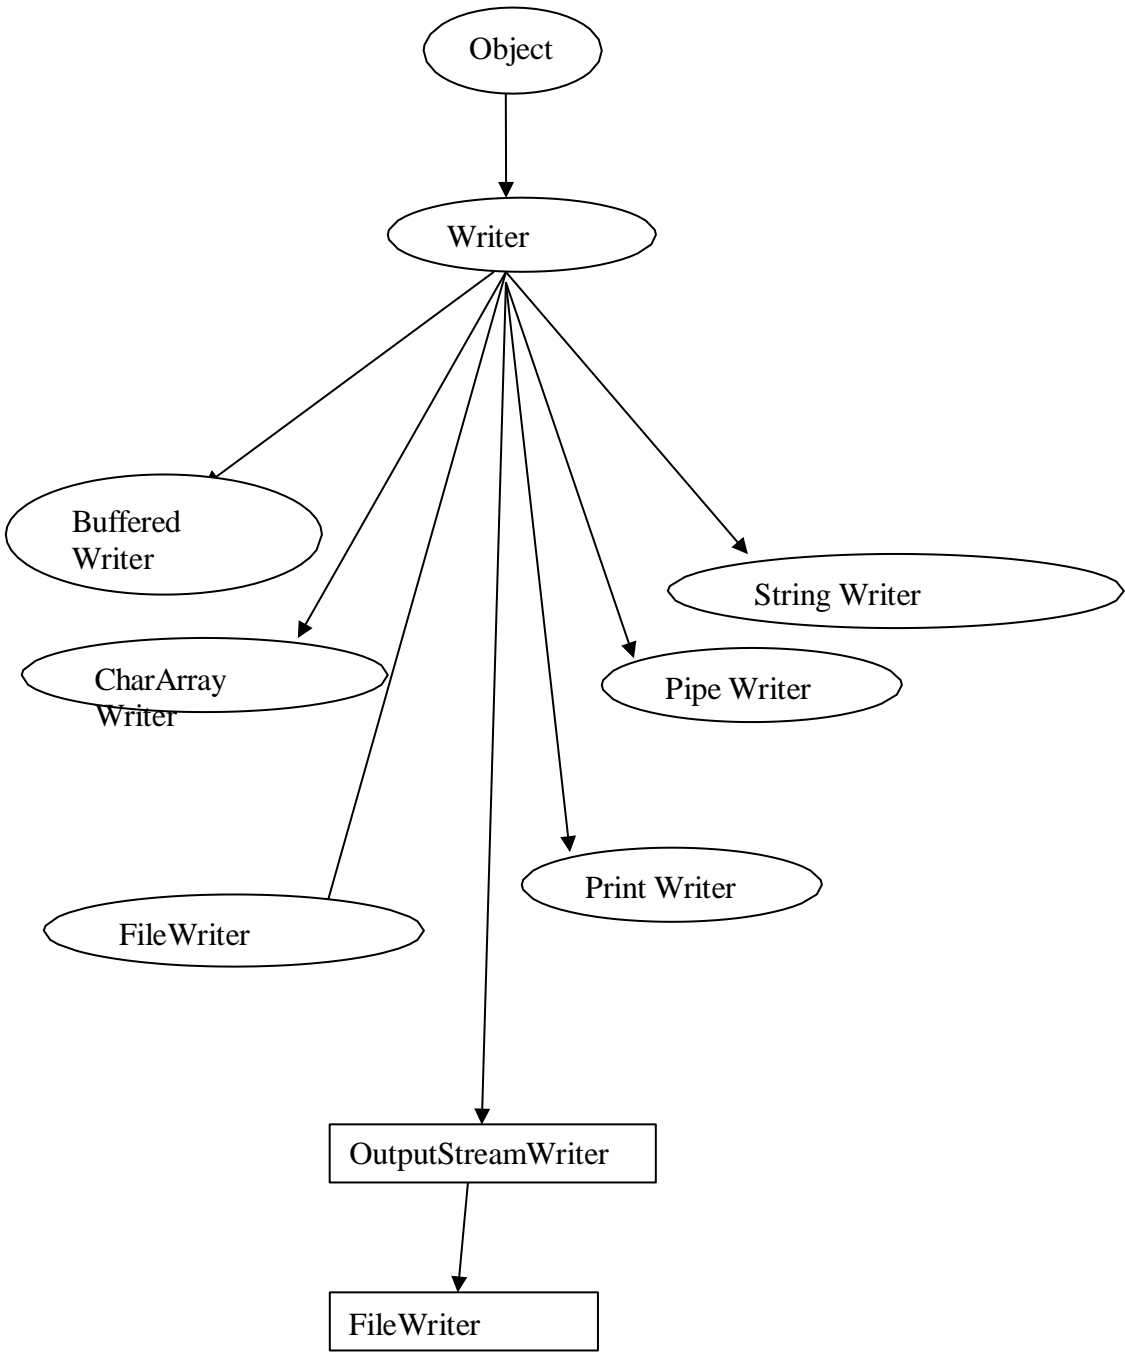 Object
Writer
Buffered
Writer
String Writer
CharArray
Writer
Pipe Writer
Print Writer
FileWriter
OutputStreamWriter
FileWriter